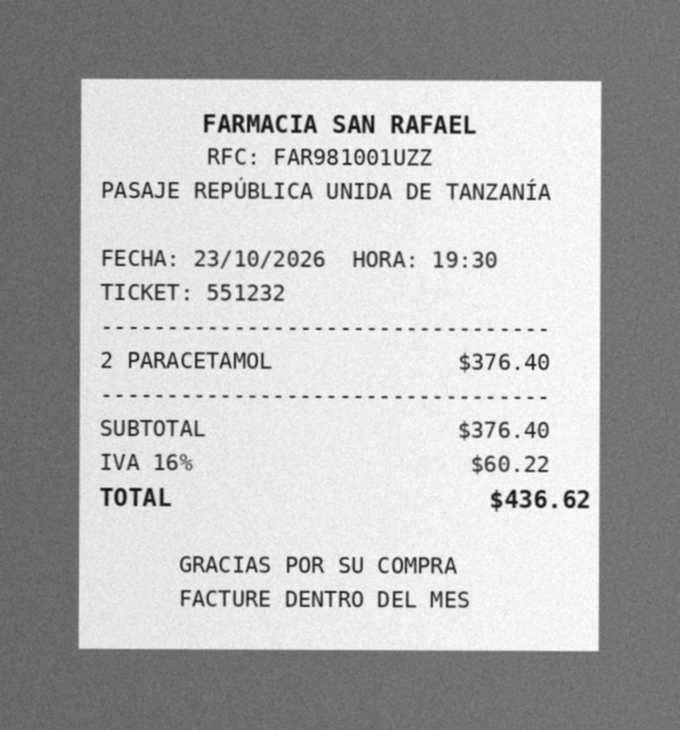 FARMACIA SAN RAFAEL
RFC: FAR981001UZZ
PASAJE REPÚBLICA UNIDA DE TANZANÍA
FECHA: 23/10/2026  HORA: 19:30
TICKET: 551232
----------------------------------
2 PARACETAMOL $376.40
----------------------------------
SUBTOTAL $376.40
IVA 16% $60.22
TOTAL $436.62
GRACIAS POR SU COMPRA
FACTURE DENTRO DEL MES